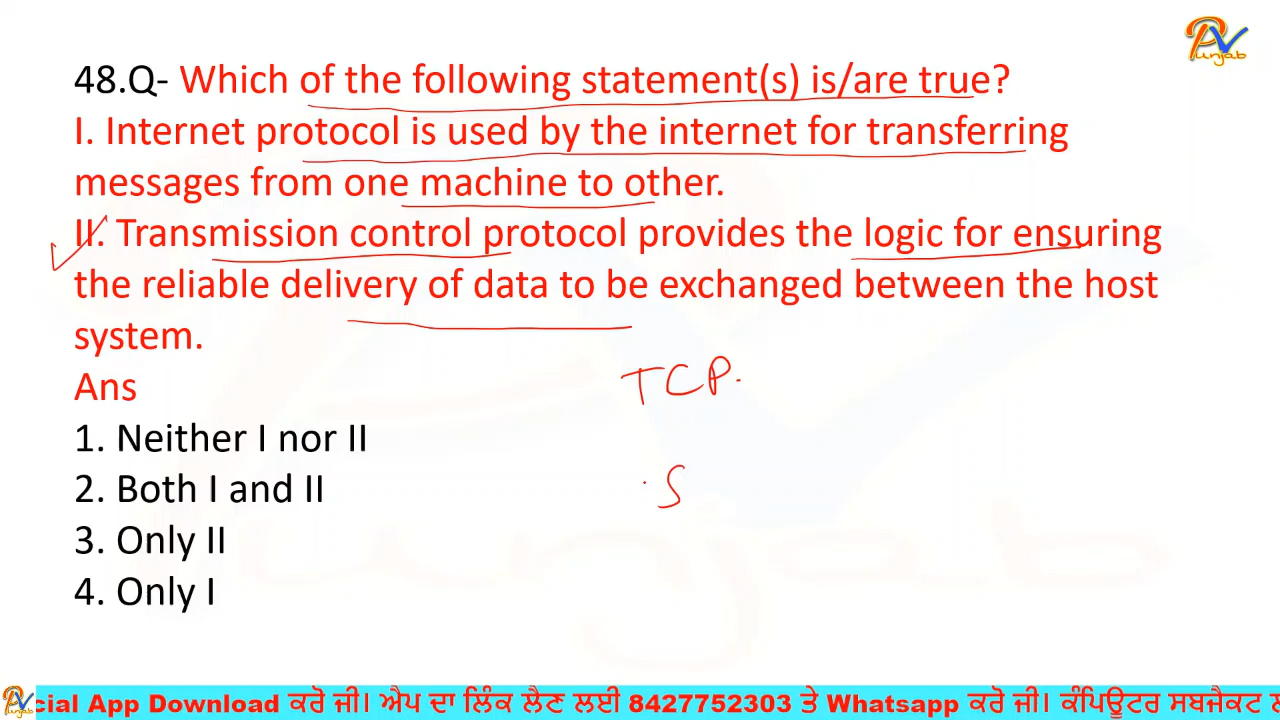 PV
Punjab
48.Q- Which of the following statement(s) is/are true?
I. Internet protocol is used by the internet for transferring
messages from one machine to other.
II. Transmission control protocol provides the logic for ensuring
the reliable delivery of data to be exchanged between the host
system.
Ans
TCP.
1. Neither I nor II
2. Both I and II
S
3. Only II
4. Only I
cial App Download ਕਰੋ ਜੀ। ਐਪ ਦਾ ਲਿੰਕ ਲੈਣ ਲਈ 8427752303 ਤੇ Whatsapp ਕਰੋ ਜੀ। ਕੰਪਿਊਟਰ ਸਬਜੈਕਟ